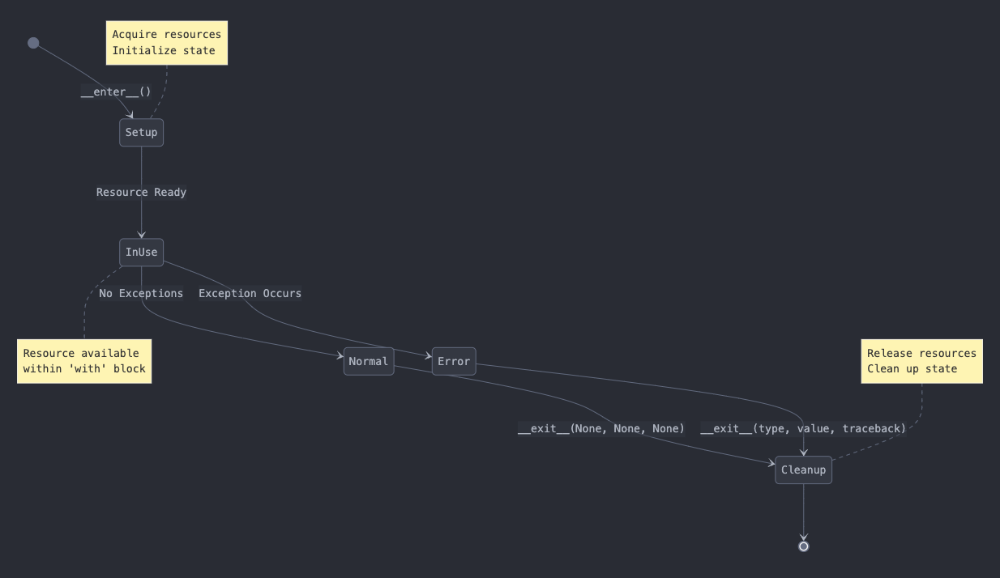 Acquire resources
Initialize state
__enter__()
Setup
Resource Ready
InUse
No Exceptions
Exception Occurs
Resource available
within 'with' block
Normal
Error
Release resources
Clean up state
__exit__(None, None, None)
__exit__(type, value, traceback)
Cleanup